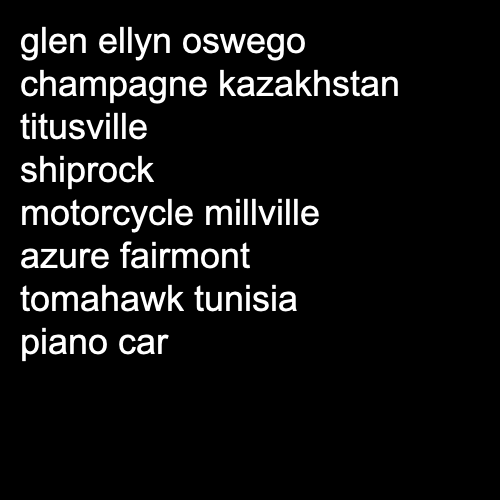 glen ellyn oswego
champagne kazakhstan
titusville
shiprock
motorcycle millville
azure fairmont
tomahawk tunisia
piano car